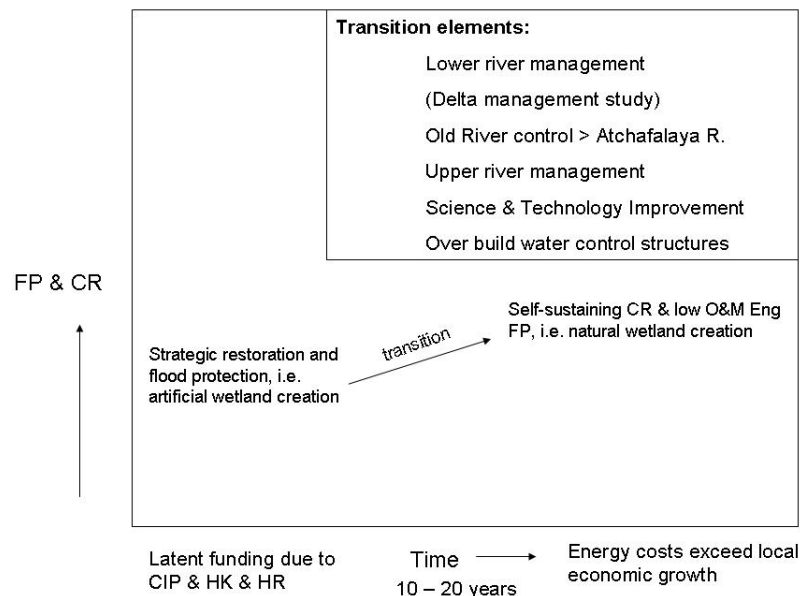 Transition elements:
Lower river management
(Delta management study)
Old River control > Atchafalaya R.
Upper river management
Science & Technology Improvement
Over build water control structures
FP & CR
Self-sustaining CR & low O&M Eng
FP, i.e. natural wetland creation
transition
Strategic restoration and
flood protection, i.e.
artificial wetland creation
Latent funding due to
CIP & HK & HR
Time
10 – 20 years
Energy costs exceed local
economic growth